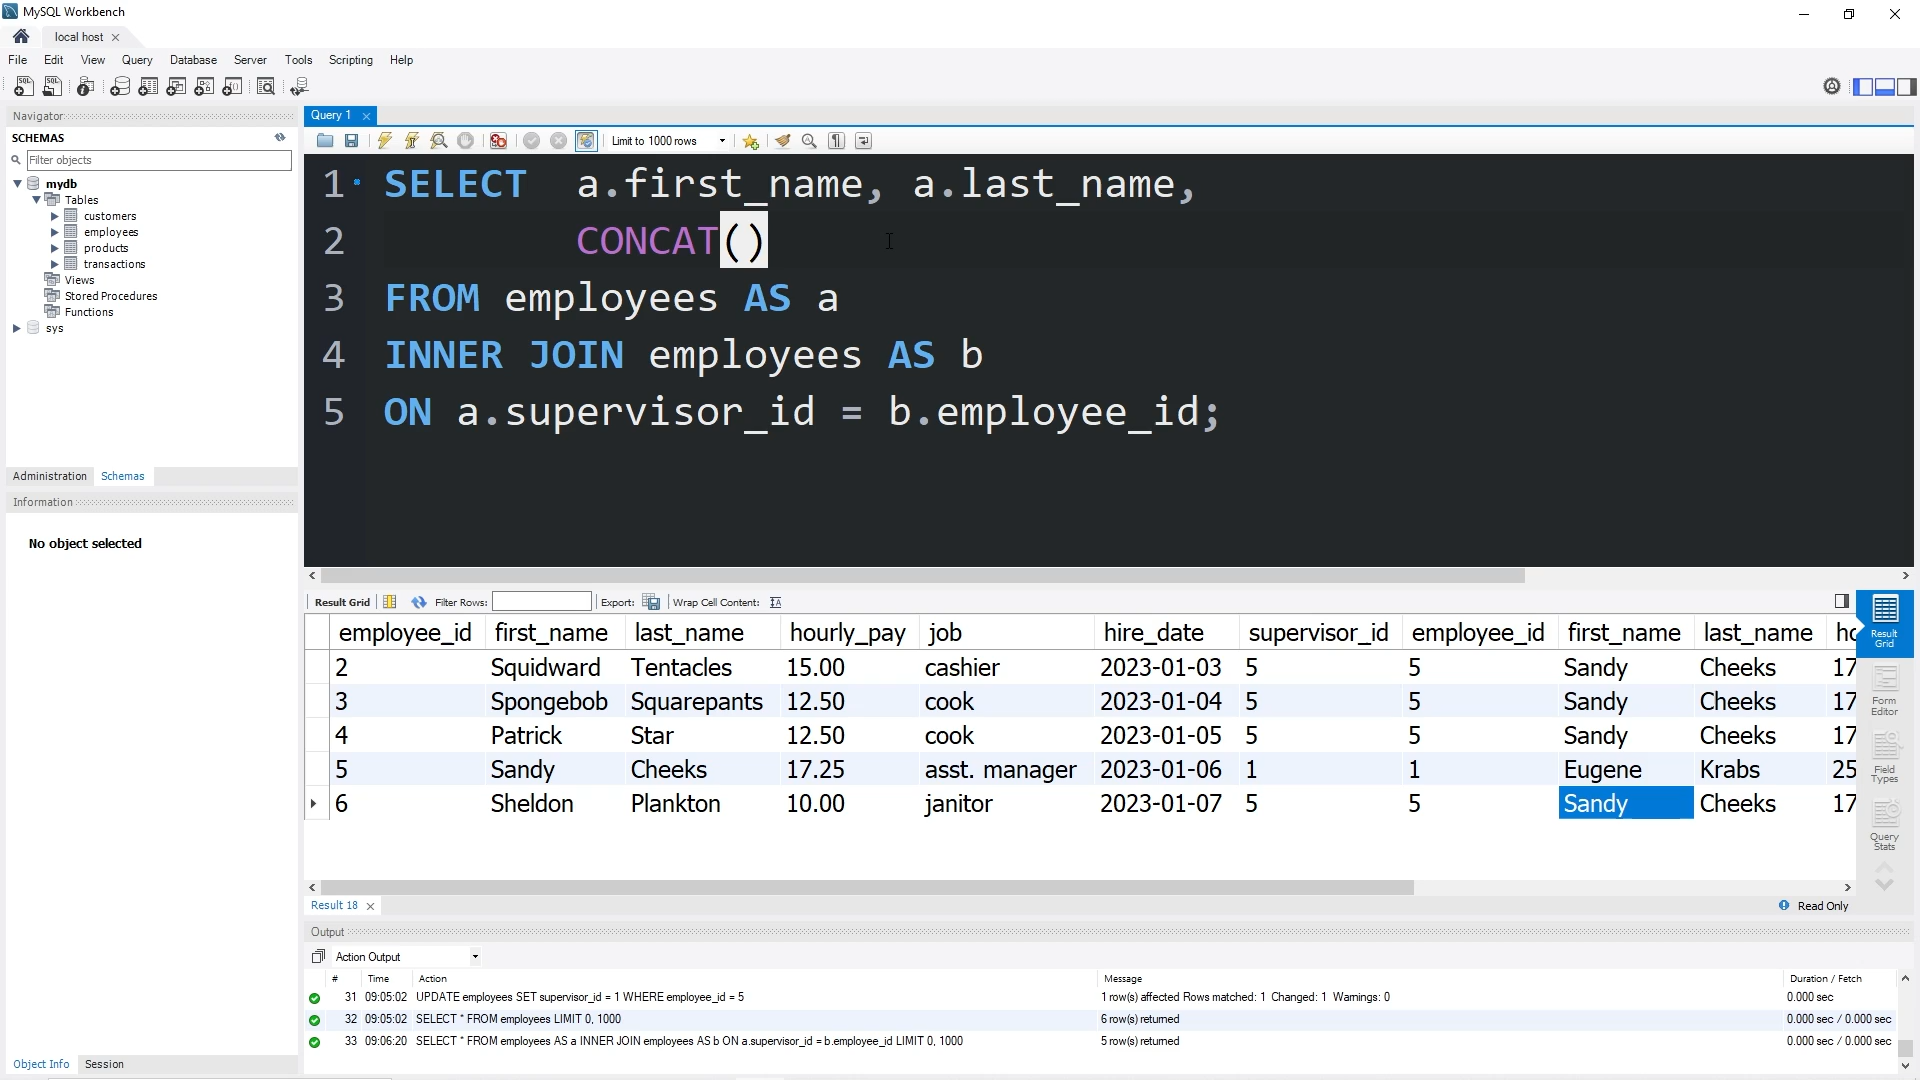 MySQL Workbench
local host
File Edit View Query Database Server Tools Scripting Help
Navigator
SCHEMAS
Filter objects
mydb
Tables
customers
employees
products
transactions
Views
Stored Procedures
Functions
sys
Administration Schemas
Information
No object selected
Object Info Session
Query 1
Limit to 1000 rows
1 SELECT a.first_name, a.last_name,
2 CONCAT()
3 FROM employees AS a
4 INNER JOIN employees AS b
5 ON a.supervisor_id = b.employee_id;
Result Grid Filter Rows: Export: Wrap Cell Content:
employee_id first_name last_name hourly_pay job hire_date supervisor_id employee_id first_name last_name ho
2 Squidward Tentacles 15.00 cashier 2023-01-03 5 5 Sandy Cheeks 17
3 Spongebob Squarepants 12.50 cook 2023-01-04 5 5 Sandy Cheeks 17
4 Patrick Star 12.50 cook 2023-01-05 5 5 Sandy Cheeks 17
5 Sandy Cheeks 17.25 asst. manager 2023-01-06 1 1 Eugene Krabs 25
6 Sheldon Plankton 10.00 janitor 2023-01-07 5 5 Sandy Cheeks 17
Result Grid
Form Editor
Field Types
Query Stats
Result 18
Read Only
Output
Action Output
# Time Action Message Duration / Fetch
31 09:05:02 UPDATE employees SET supervisor_id = 1 WHERE employee_id = 5 1 row(s) affected Rows matched: 1 Changed: 1 Warnings: 0 0.000 sec
32 09:05:02 SELECT * FROM employees LIMIT 0, 1000 6 row(s) returned 0.000 sec / 0.000 sec
33 09:06:20 SELECT * FROM employees AS a INNER JOIN employees AS b ON a.supervisor_id = b.employee_id LIMIT 0, 1000 5 row(s) returned 0.000 sec / 0.000 sec